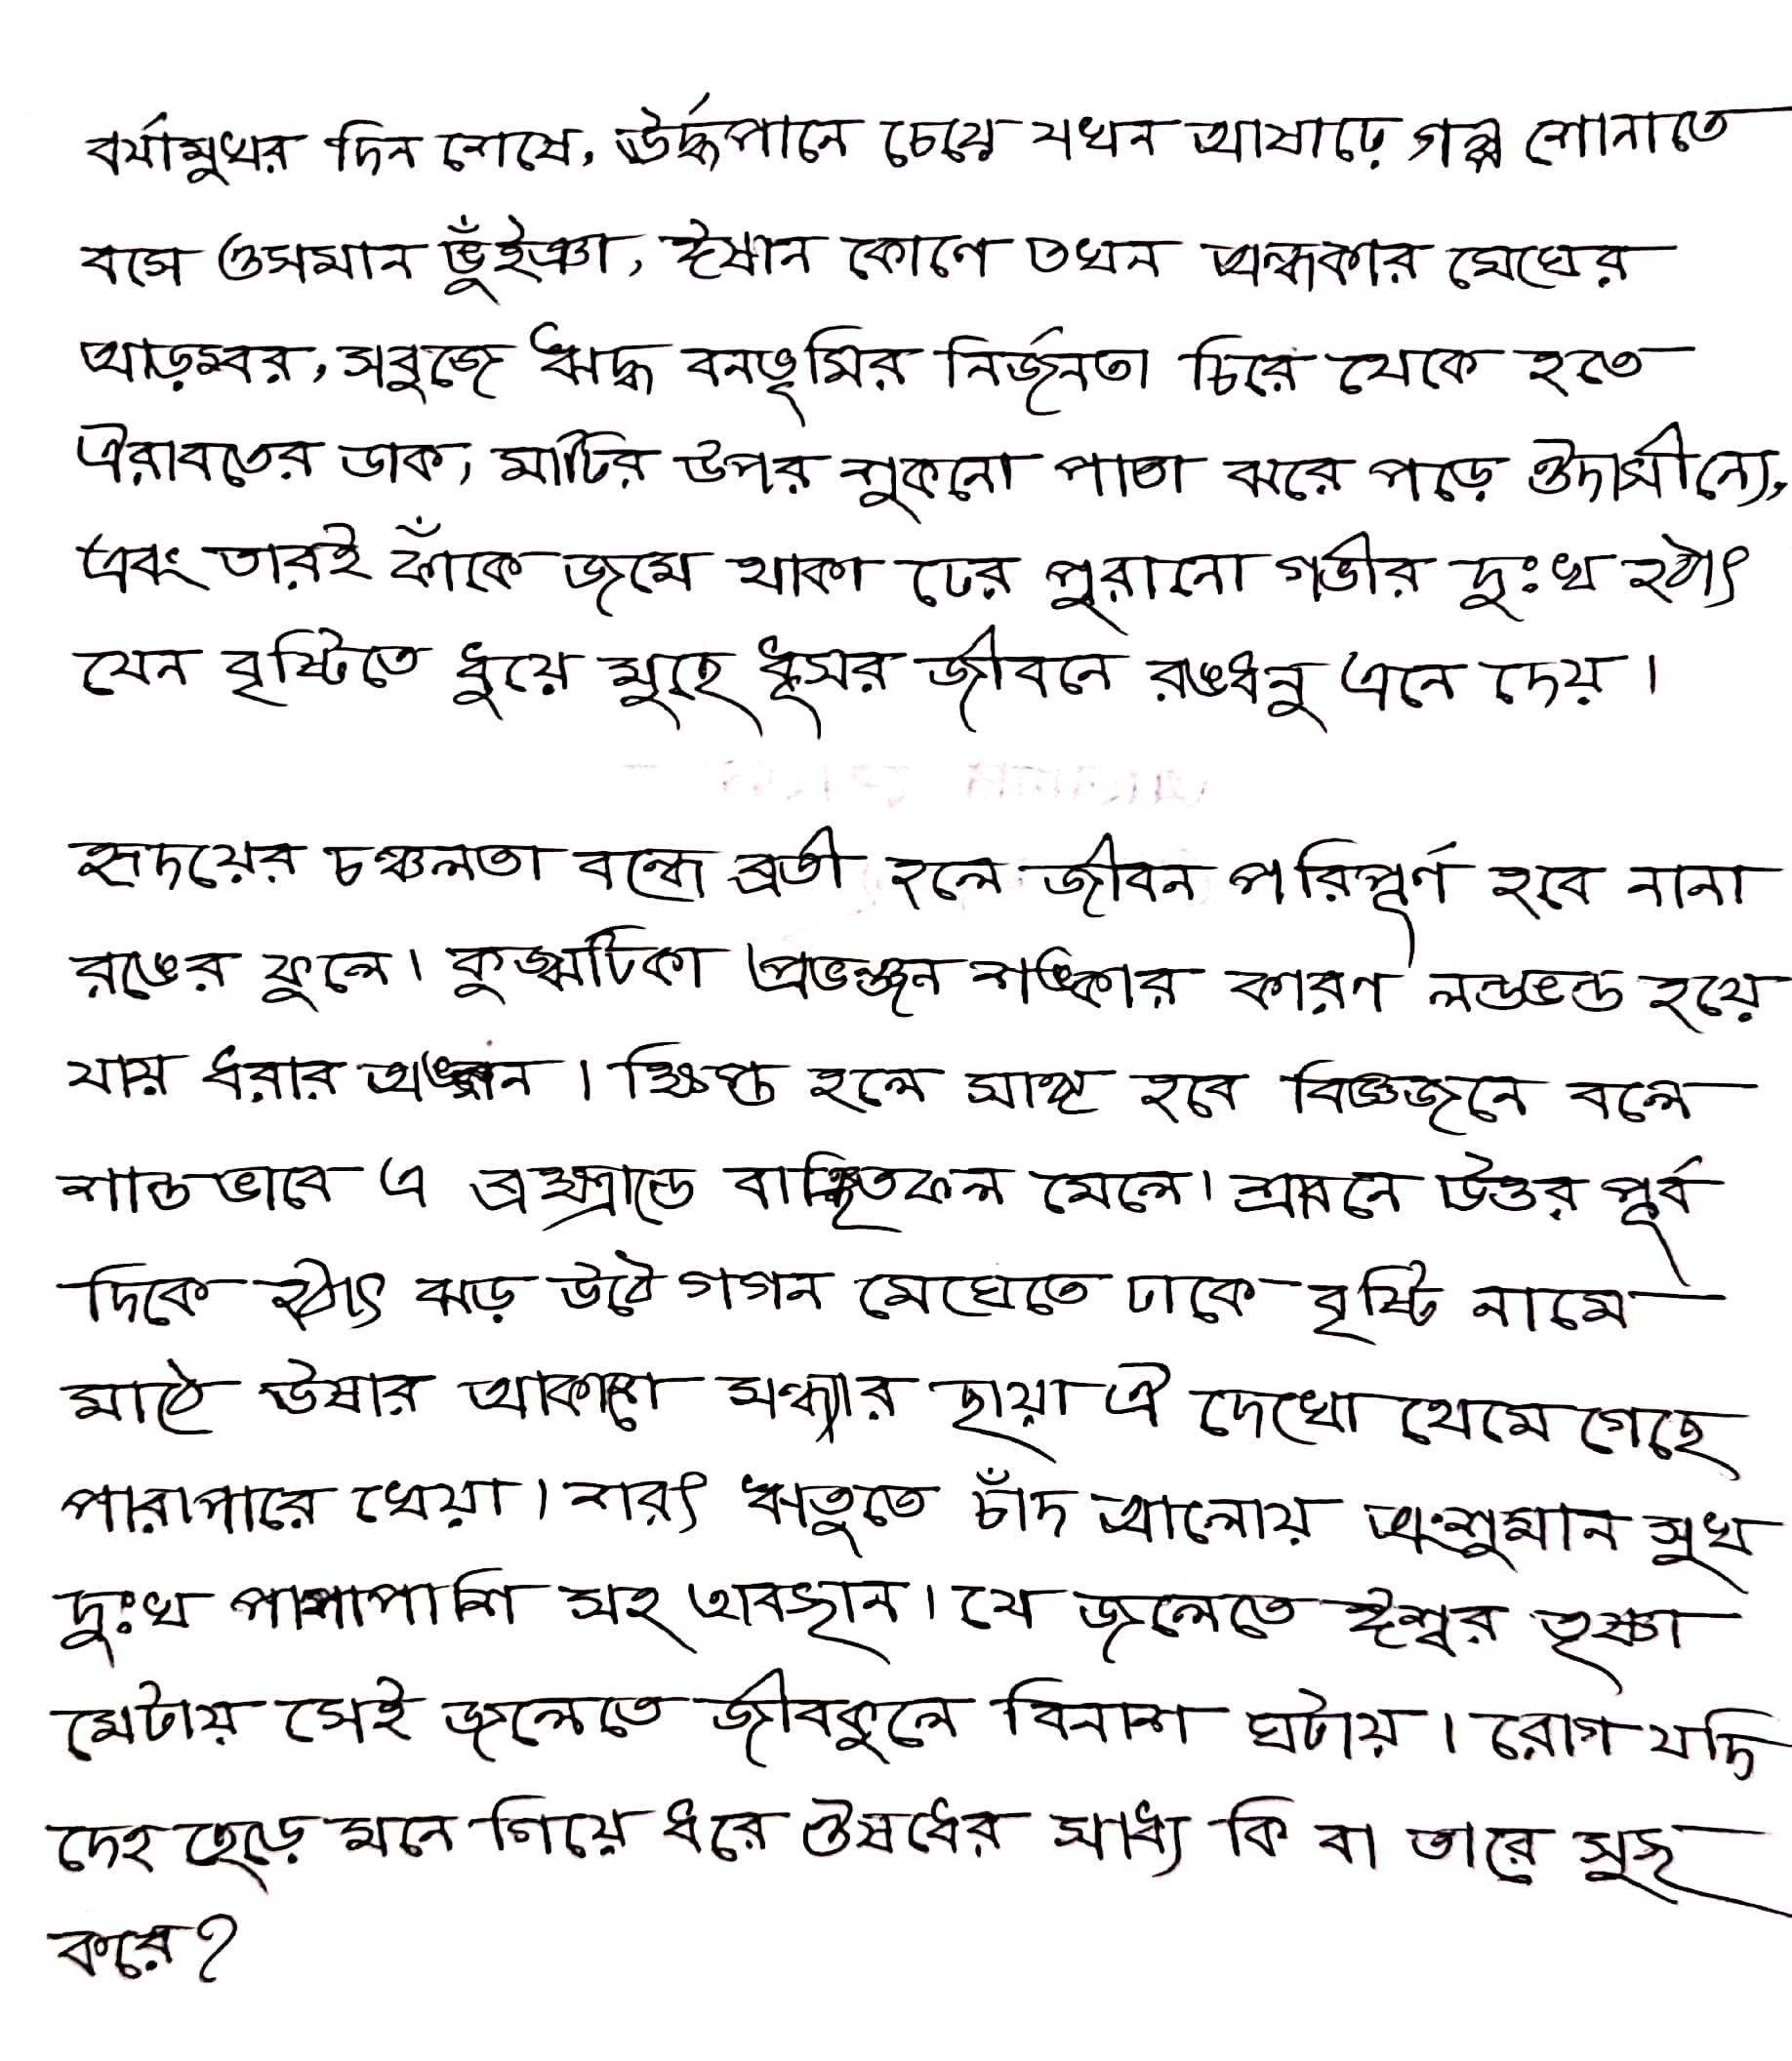 বর্ষামুখর দিন শেষে, ঊর্দ্ধপানে চেয়ে যখন আষাঢ়ে গল্প শোনাতে
বসে ওসমান ভুঁইঞা, ঈষান কোণে তখন অন্ধকার মেঘের
আড়ম্বর, সবুজে ঋদ্ধ বনভূমির নির্জনতা চিরে থেকে হতে
ঐরাবতের ডাক, মাটির উপর শুকনো পাতা ঝরে পড়ে ঔদাসীন্যে,
এবং তারই ফাঁকে জমে থাকা ঢের পুরানো গভীর দুঃখ হঠাৎ
যেন বৃষ্টিতে ধুয়ে মুছে ধূসর জীবনে রঙধনু এনে দেয়।
হৃদয়ের চঞ্চলতা বন্ধে ব্রতী হলে জীবন পরিপূর্ণ হবে নানা
রঙের ফুলে। কুজ্ঝটিকা প্রভঞ্জন শঙ্কার কারণ লন্ডভন্ড হয়ে
যায় ধরার অঙ্গন। ক্ষিপ্ত হলে সাঙ্গ হবে বিজ্ঞজনে বলে
শান্ত ভাবে এ ব্রহ্মান্ডে বাঞ্ছিতফল মেলে। শ্রাবনে উত্তর পূর্ব
দিকে হঠাৎ ঝড় উঠে গগন মেঘেতে ঢাকে বৃষ্টি নামে
মাঠে ঊষার আকাশে সন্ধ্যার ছায়া ঐ দেখো থেমে গেছে
পারাপারে খেয়া। শরৎ ঋতুতে চাঁদ আলোয় অংশুমান সুখ
দুঃখ পাশাপাশি সহ অবস্থান। যে জলেতে ঈশ্বর তৃষ্ণা
মেটায় সেই জলেতে জীবকুলে বিনাশ ঘটায়। রোগ যদি
দেহ ছেড়ে মনে গিয়ে ধরে ঔষধের সাধ্য কি বা তারে সুস্থ
করে?